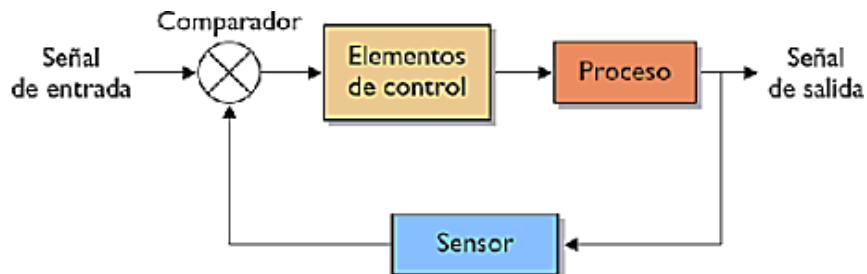 Comparador
Señal
de entrada
Elementos
de control
Proceso
Señal
de salida
Sensor